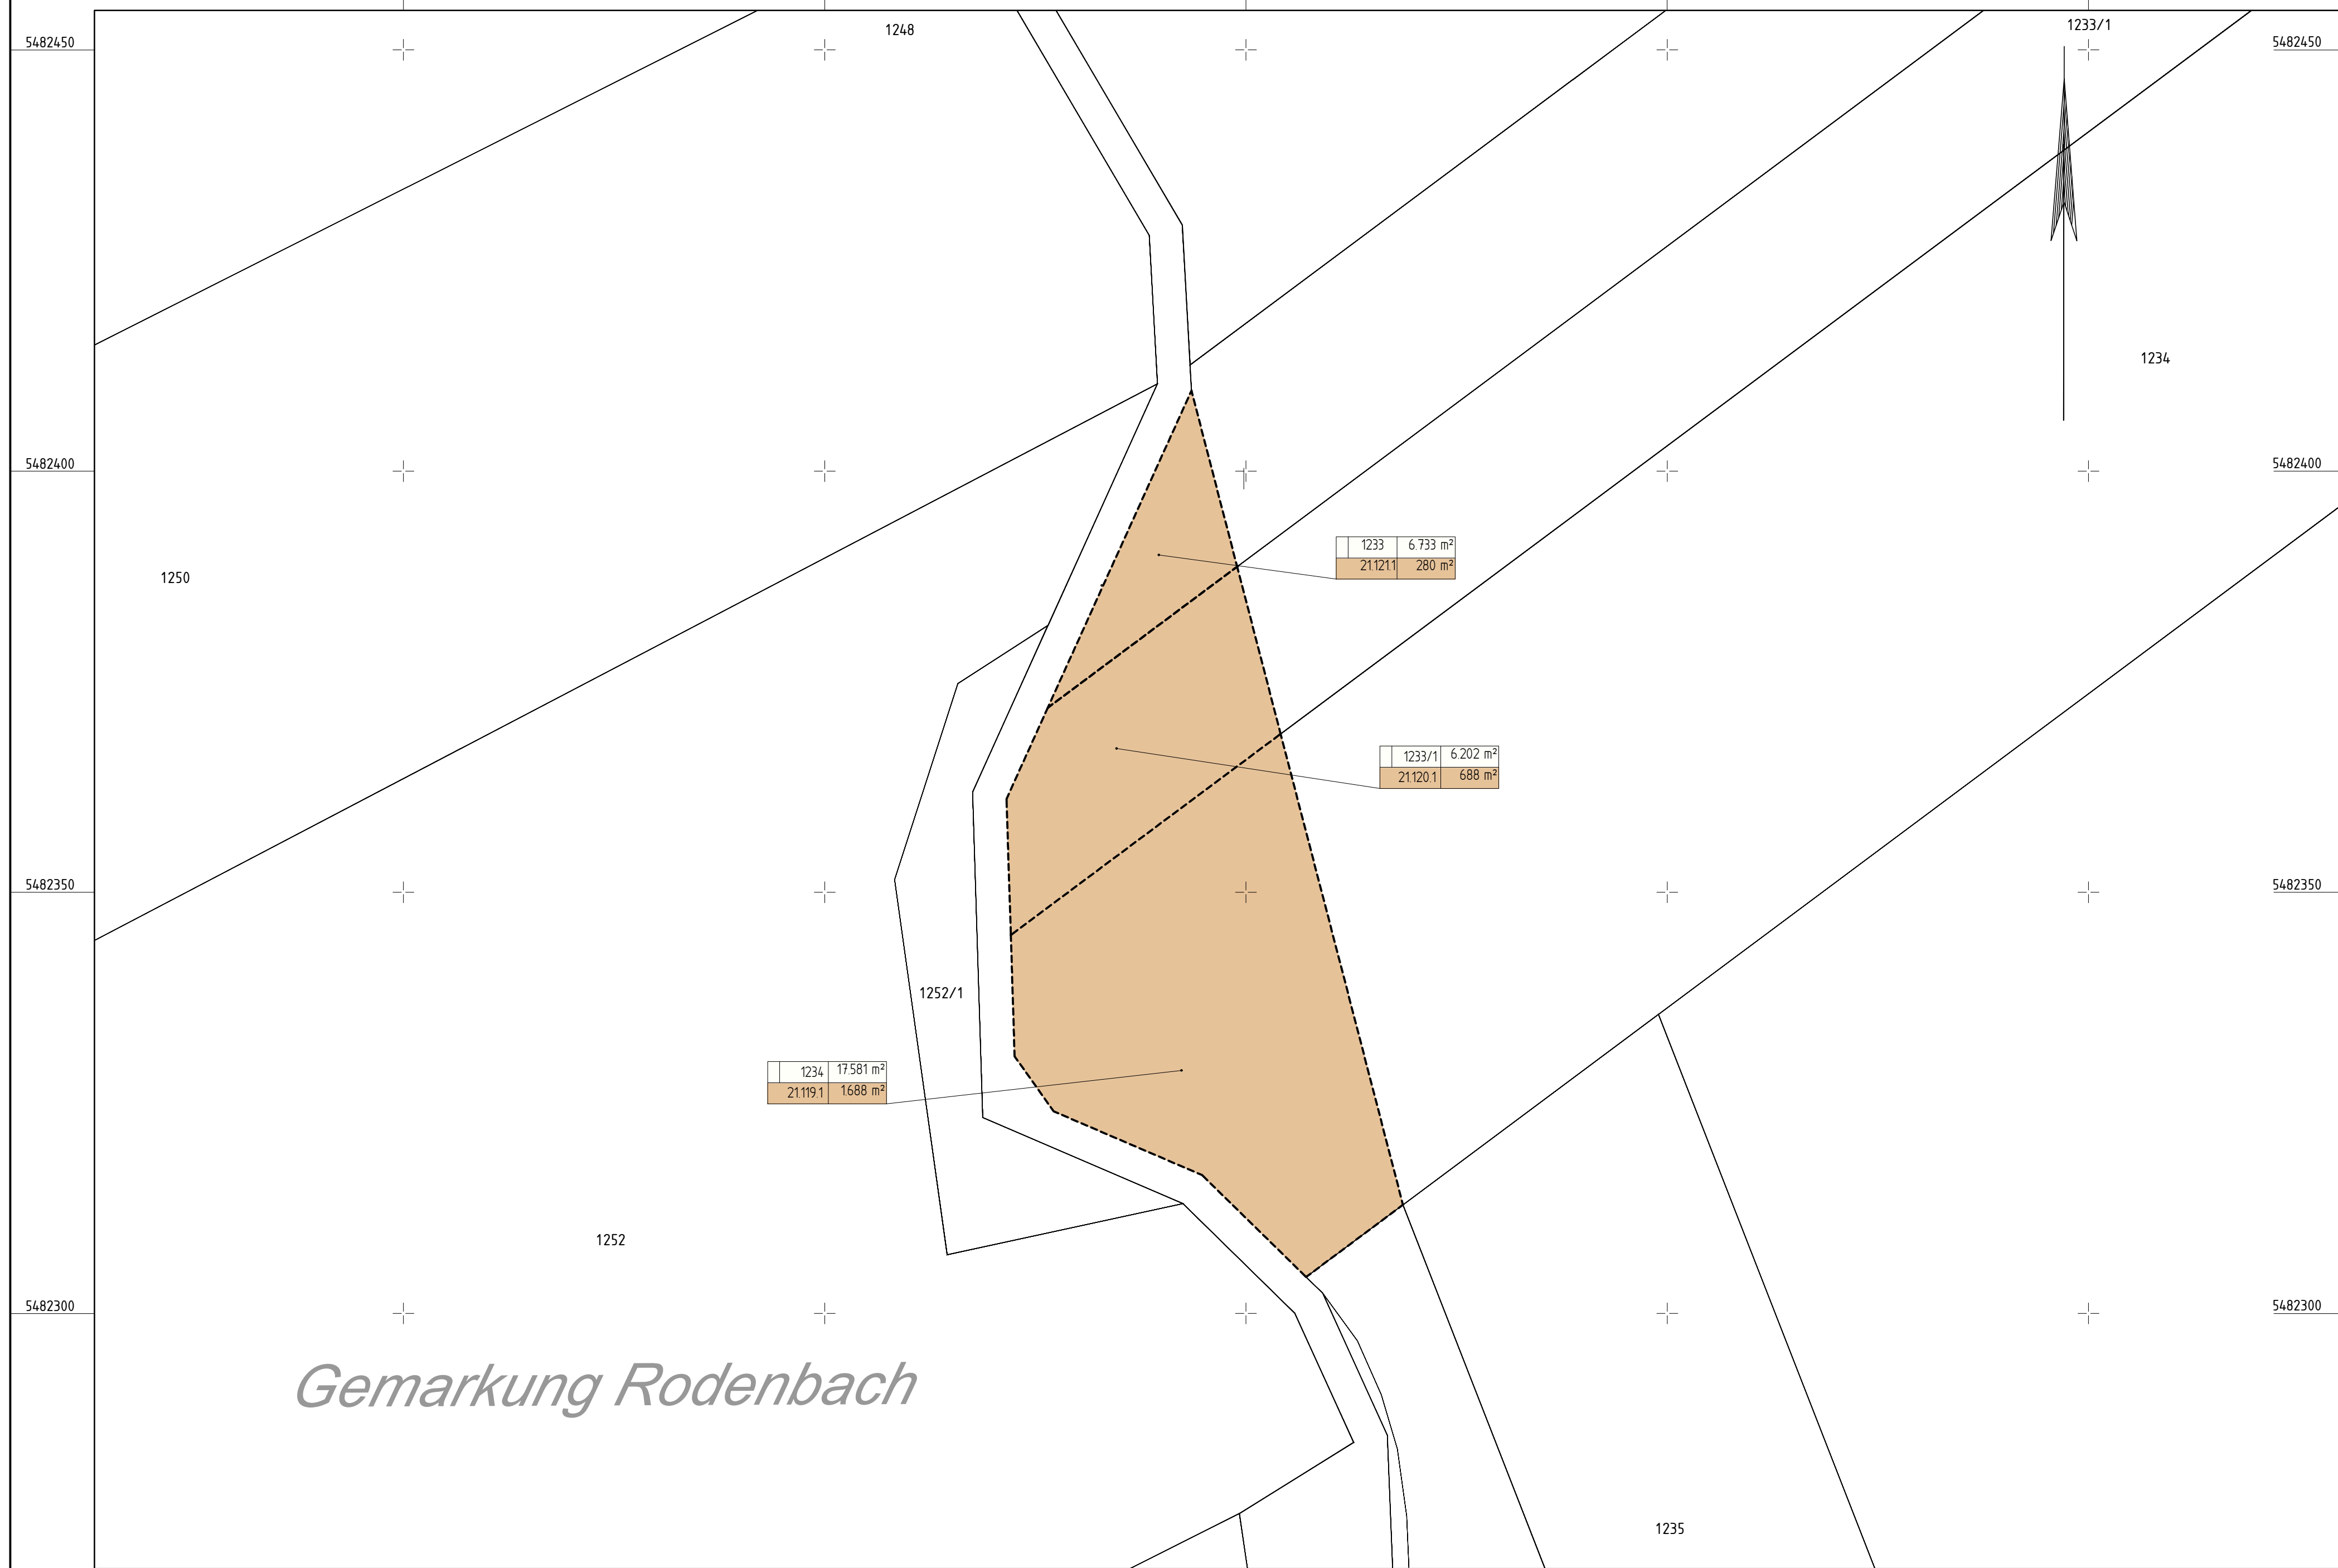 1248
1233/1
5482450
5482450
1234
5482400
5482400
1233 6.733 m²
21.121.1 280 m²
1250
1233/1 6.202 m²
21.120.1 688 m²
5482350
5482350
1252/1
1234 17.581 m²
21.119.1 1.688 m²
1252
5482300
5482300
Gemarkung Rodenbach
1235